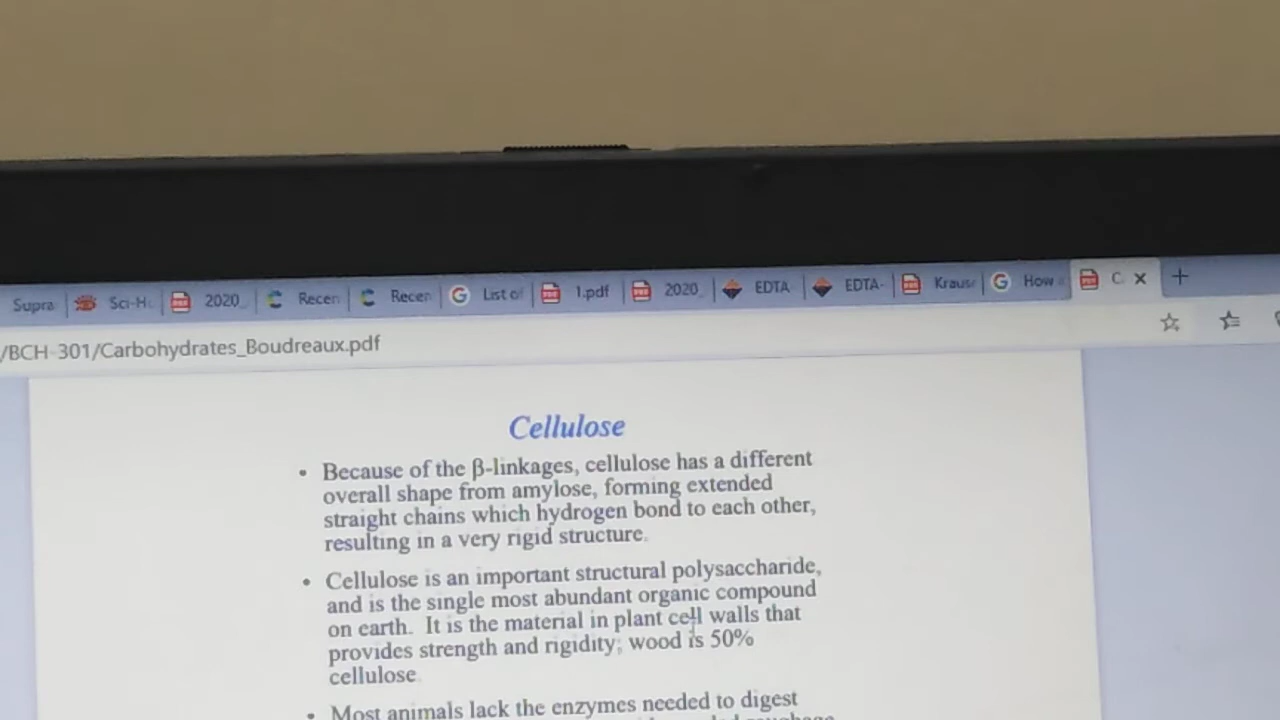 Supra Sci-H 2020 Recen Recen List of 1.pdf 2020 EDTA EDTA- Kraus How C
/BCH-301/Carbohydrates_Boudreaux.pdf
Cellulose
• Because of the β-linkages, cellulose has a different
overall shape from amylose, forming extended
straight chains which hydrogen bond to each other,
resulting in a very rigid structure.
• Cellulose is an important structural polysaccharide,
and is the single most abundant organic compound
on earth. It is the material in plant cell walls that
provides strength and rigidity; wood is 50%
cellulose.
• Most animals lack the enzymes needed to digest